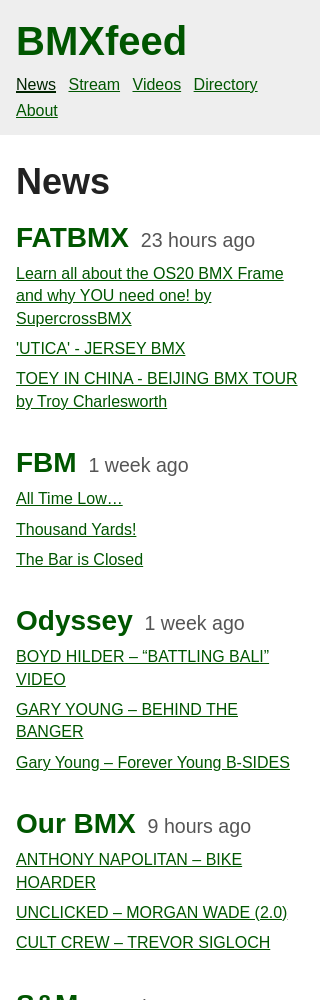 BMXfeed
News Stream Videos Directory
About
News
FATBMX 23 hours ago
Learn all about the OS20 BMX Frame
and why YOU need one! by
SupercrossBMX
'UTICA' - JERSEY BMX
TOEY IN CHINA - BEIJING BMX TOUR
by Troy Charlesworth
FBM 1 week ago
All Time Low…
Thousand Yards!
The Bar is Closed
Odyssey 1 week ago
BOYD HILDER – “BATTLING BALI”
VIDEO
GARY YOUNG – BEHIND THE
BANGER
Gary Young – Forever Young B-SIDES
Our BMX 9 hours ago
ANTHONY NAPOLITAN – BIKE
HOARDER
UNCLICKED – MORGAN WADE (2.0)
CULT CREW – TREVOR SIGLOCH
S&M